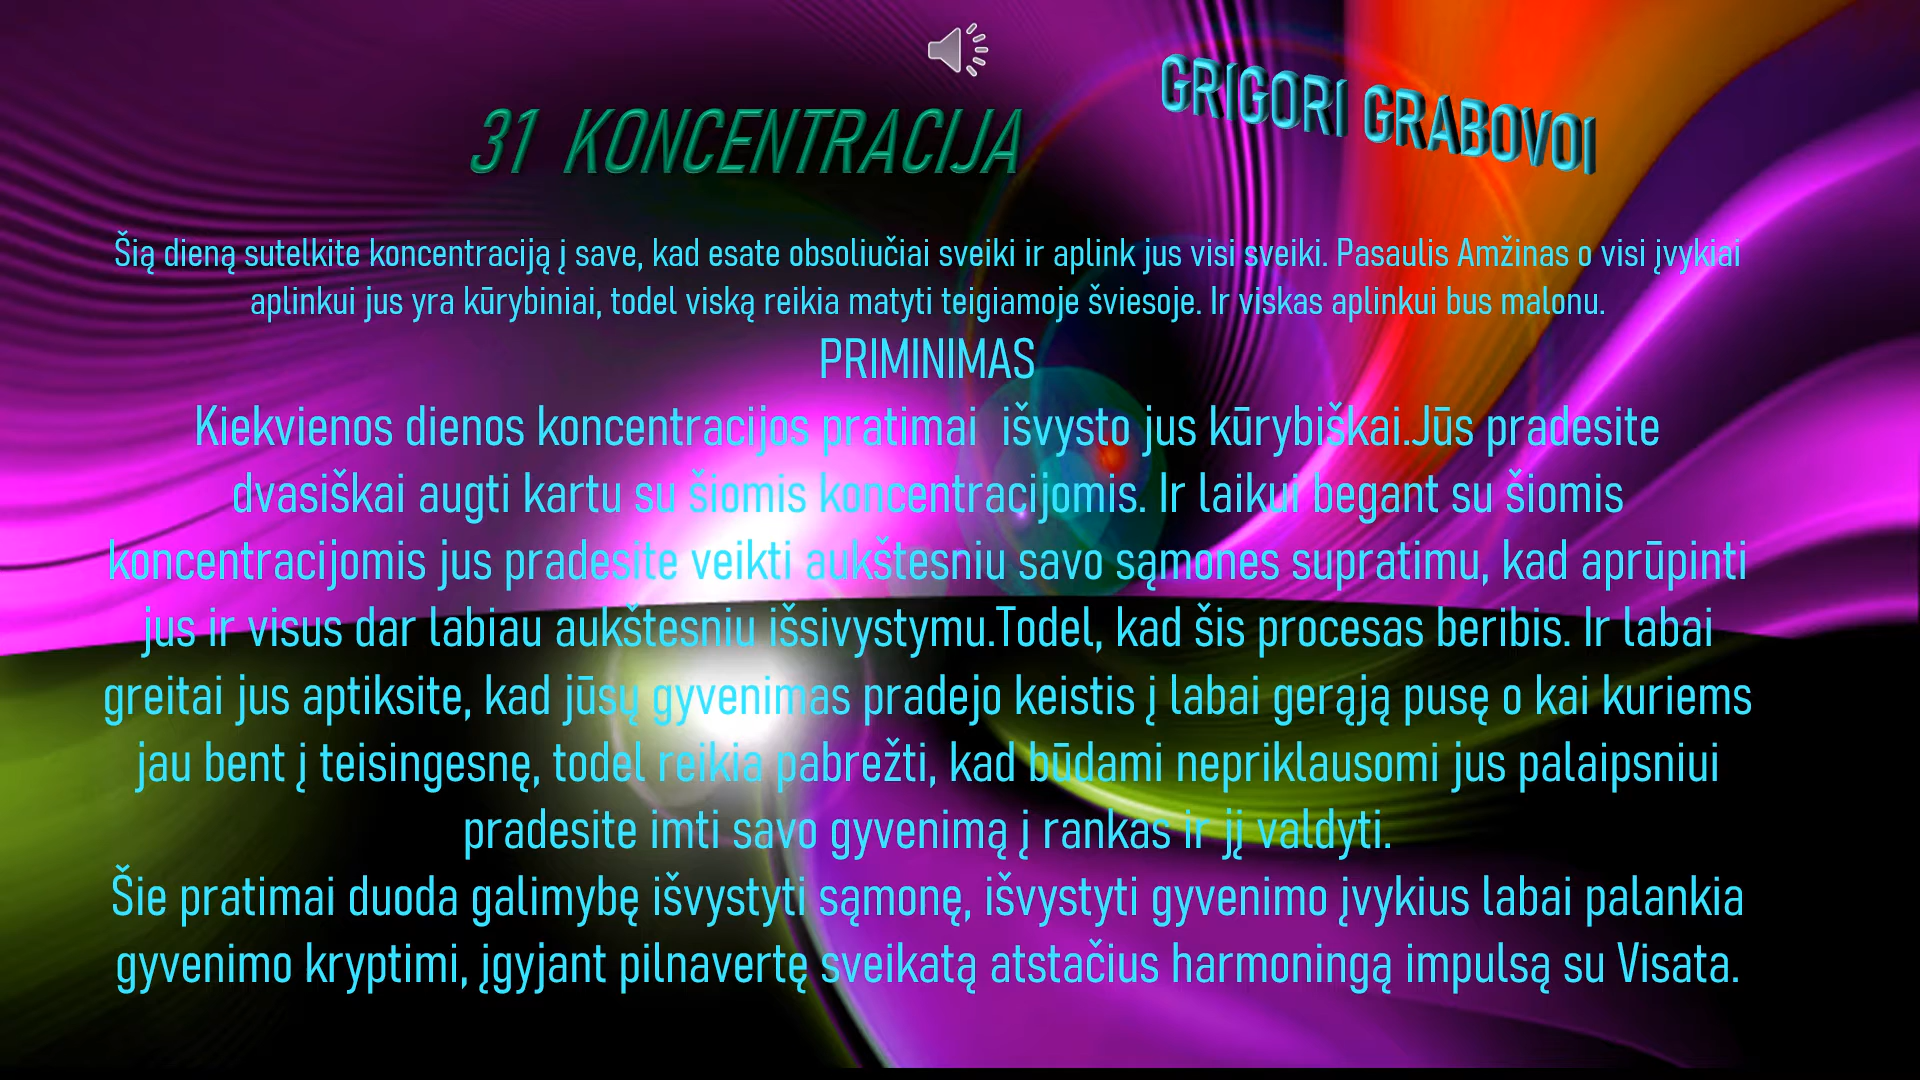 GRIGORI GRABOVOI
31 KONCENTRACIJA
Šią dieną sutelkite koncentraciją į save, kad esate obsoliučiai sveiki ir aplink jus visi sveiki. Pasaulis Amžinas o visi įvykiai
aplinkui jus yra kūrybiniai, todel viską reikia matyti teigiamoje šviesoje. Ir viskas aplinkui bus malonu.
PRIMINIMAS
Kiekvienos dienos koncentracijos pratimai išvysto jus kūrybiškai.Jūs pradesite
dvasiškai augti kartu su šiomis koncentracijomis. Ir laikui begant su šiomis
koncentracijomis jus pradesite veikti aukštesniu savo sąmones supratimu, kad aprūpinti
jus ir visus dar labiau aukštesniu išsivystymu.Todel, kad šis procesas beribis. Ir labai
greitai jus aptiksite, kad jūsų gyvenimas pradejo keistis į labai gerąją pusę o kai kuriems
jau bent į teisingesnę, todel reikia pabrežti, kad būdami nepriklausomi jus palaipsniui
pradesite imti savo gyvenimą į rankas ir jį valdyti.
Šie pratimai duoda galimybę išvystyti sąmonę, išvystyti gyvenimo įvykius labai palankia
gyvenimo kryptimi, įgyjant pilnavertę sveikatą atstačius harmoningą impulsą su Visata.